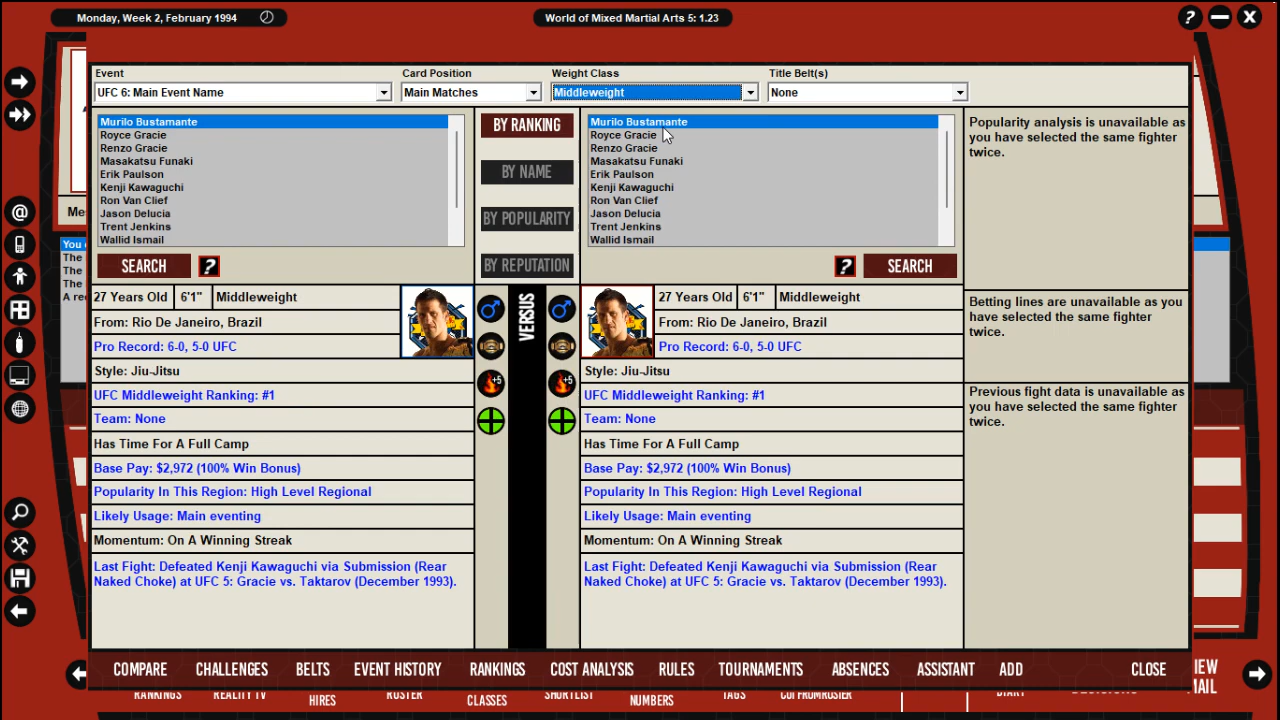 Monday, Week 2, February 1994
World of Mixed Martial Arts 5: 1.23
Event
Card Position
Weight Class
Title Belt(s)
UFC 6: Main Event Name
Main Matches
Middleweight
None
Murilo Bustamante
Royce Gracie
Renzo Gracie
Masakatsu Funaki
Erik Paulson
Kenji Kawaguchi
Ron Van Clief
Jason Delucia
Trent Jenkins
Wallid Ismail
SEARCH
?
BY RANKING
BY NAME
BY POPULARITY
BY REPUTATION
Murilo Bustamante
Royce Gracie
Renzo Gracie
Masakatsu Funaki
Erik Paulson
Kenji Kawaguchi
Ron Van Clief
Jason Delucia
Trent Jenkins
Wallid Ismail
?
SEARCH
Popularity analysis is unavailable as
you have selected the same fighter
twice.
27 Years Old
6'1"
Middleweight
From: Rio De Janeiro, Brazil
Pro Record: 6-0, 5-0 UFC
Style: Jiu-Jitsu
UFC Middleweight Ranking: #1
Team: None
Has Time For A Full Camp
Base Pay: $2,972 (100% Win Bonus)
Popularity In This Region: High Level Regional
Likely Usage: Main eventing
Momentum: On A Winning Streak
Last Fight: Defeated Kenji Kawaguchi via Submission (Rear
Naked Choke) at UFC 5: Gracie vs. Taktarov (December 1993).
+5
VERSUS
+5
27 Years Old
6'1"
Middleweight
From: Rio De Janeiro, Brazil
Pro Record: 6-0, 5-0 UFC
Style: Jiu-Jitsu
UFC Middleweight Ranking: #1
Team: None
Has Time For A Full Camp
Base Pay: $2,972 (100% Win Bonus)
Popularity In This Region: High Level Regional
Likely Usage: Main eventing
Momentum: On A Winning Streak
Last Fight: Defeated Kenji Kawaguchi via Submission (Rear
Naked Choke) at UFC 5: Gracie vs. Taktarov (December 1993).
Betting lines are unavailable as you
have selected the same fighter
twice.
Previous fight data is unavailable as
you have selected the same fighter
twice.
COMPARE
CHALLENGES
BELTS
EVENT HISTORY
RANKINGS
COST ANALYSIS
RULES
TOURNAMENTS
ABSENCES
ASSISTANT
ADD
CLOSE
RANKINGS
REALITY TV
HIRES
ROSTER
CLASSES
SHORTLIST
NUMBERS
TAGS
DIARY
MAIL